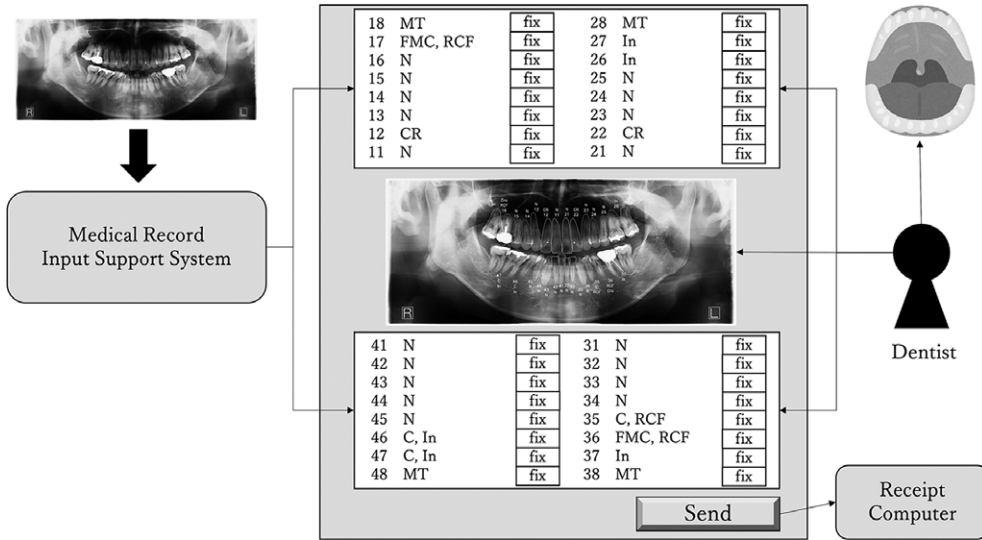 R
L
Medical Record
Input Support System
18 MT fix 28 MT fix
17 FMC, RCF fix 27 In fix
16 N fix 26 In fix
15 N fix 25 N fix
14 N fix 24 N fix
13 N fix 23 N fix
12 CR fix 22 CR fix
11 N fix 21 N fix
R
L
41 N fix 31 N fix
42 N fix 32 N fix
43 N fix 33 N fix
44 N fix 34 N fix
45 N fix 35 C, RCF fix
46 C, In fix 36 FMC, RCF fix
47 C, In fix 37 In fix
48 MT fix 38 MT fix
Send
Dentist
Receipt
Computer